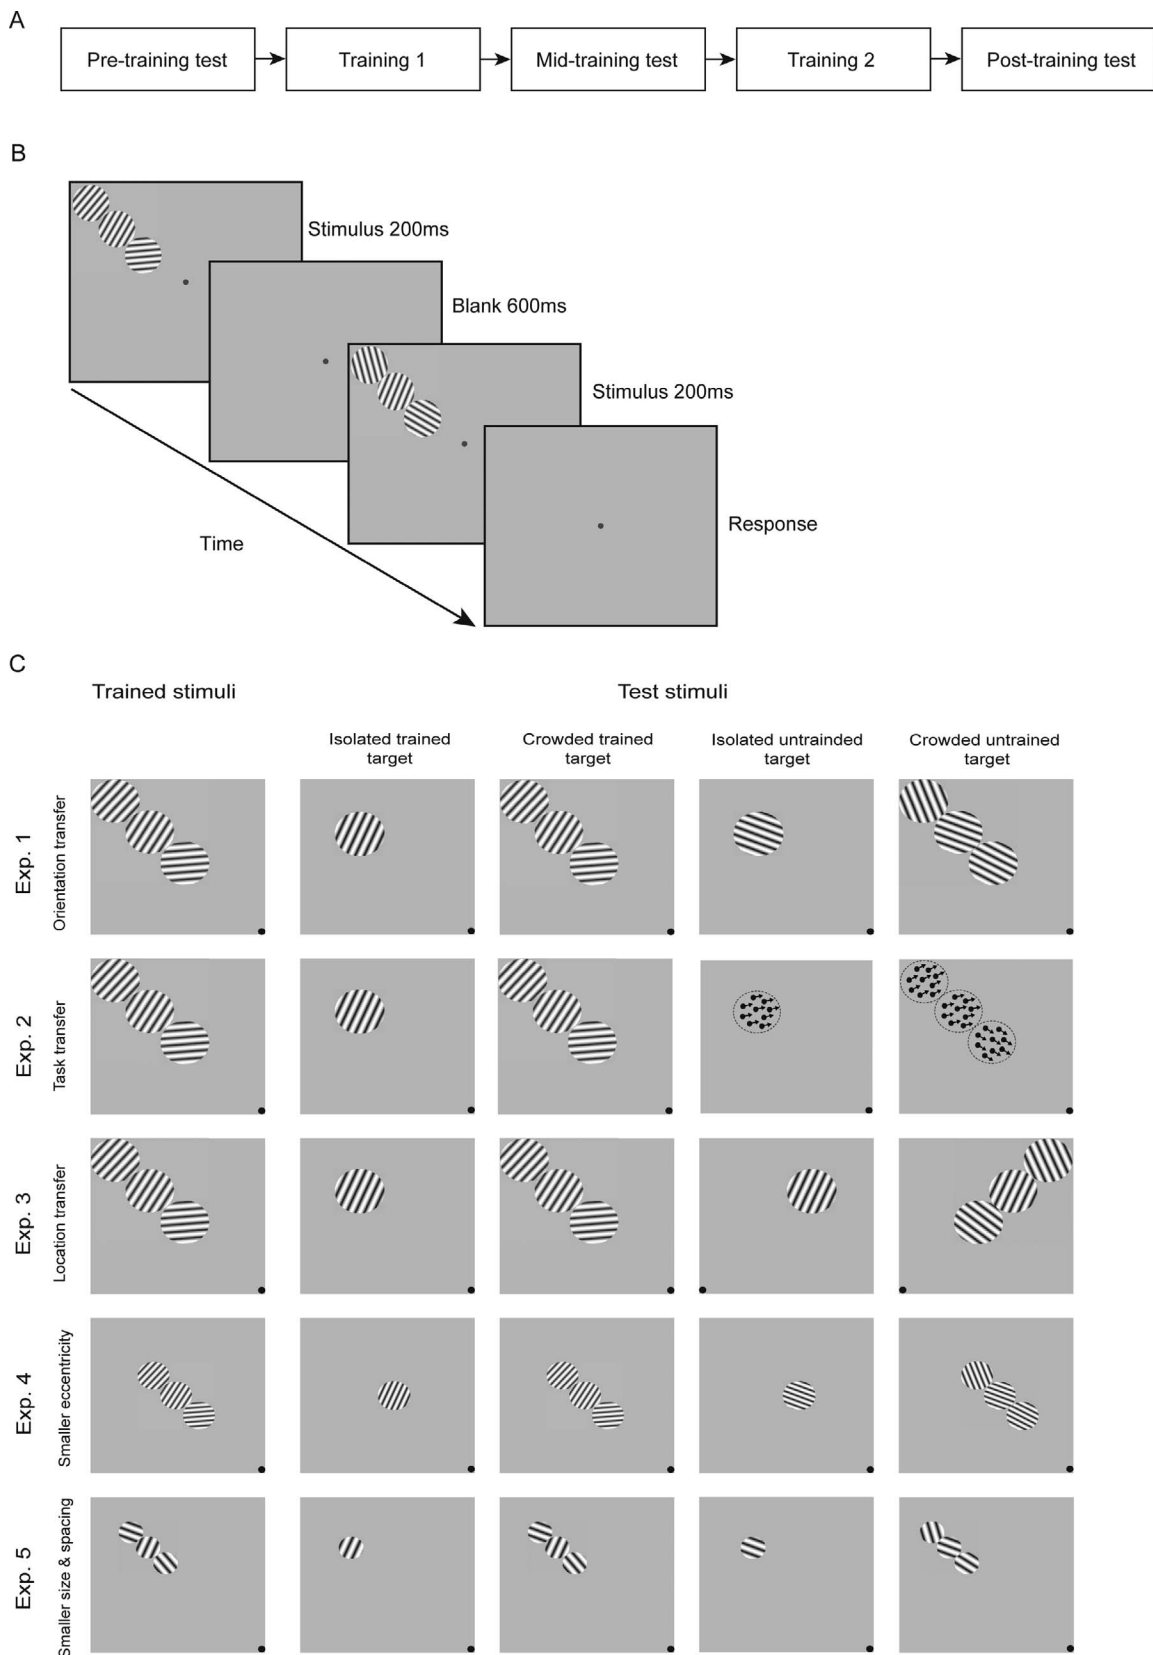 A
Pre-training test
Training 1
Mid-training test
Training 2
Post-training test
B
Stimulus 200ms
Blank 600ms
Stimulus 200ms
Response
Time
C
Trained stimuli
Test stimuli
Isolated trained
target
Crowded trained
target
Isolated untrainded
target
Crowded untrained
target
Exp. 1
Orientation transfer
Exp. 2
Task transfer
Exp. 3
Location transfer
Exp. 4
Smaller eccentricity
Exp. 5
Smaller size & spacing